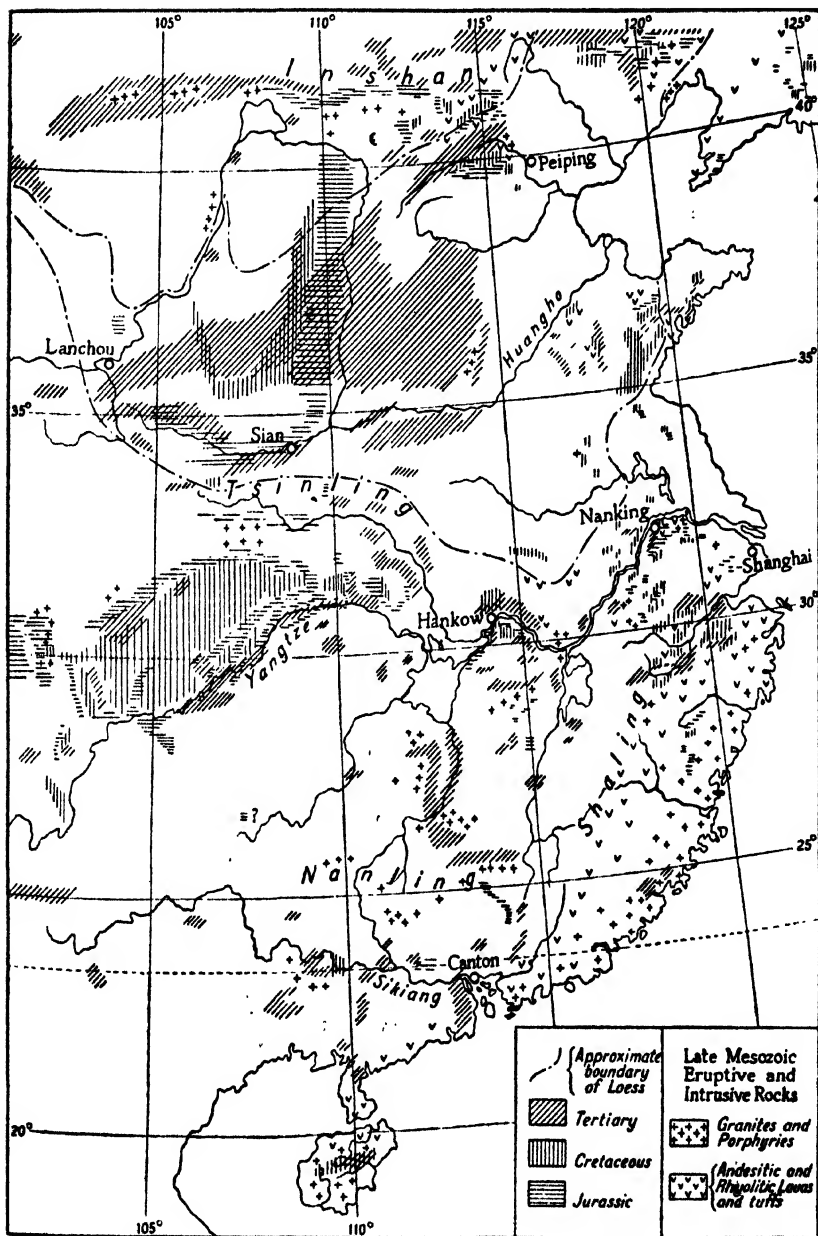 105°
110°
115°
120°
125°
Inshan
40°
Peiping
Huangho
Lanchou
35°
35°
Sian
Tsinling
Nanking
Shanghai
30°
Hankow
Yangtze
Shaling
=?
25°
Nanling
Canton
Sikiang
20°
105°
110°
Approximate
boundary
of Loess
Tertiary
Cretaceous
Jurassic
Late Mesozoic
Eruptive and
Intrusive Rocks
Granites and
Porphyries
Andesitic and
Rhyolitic Lavas
and tuffs